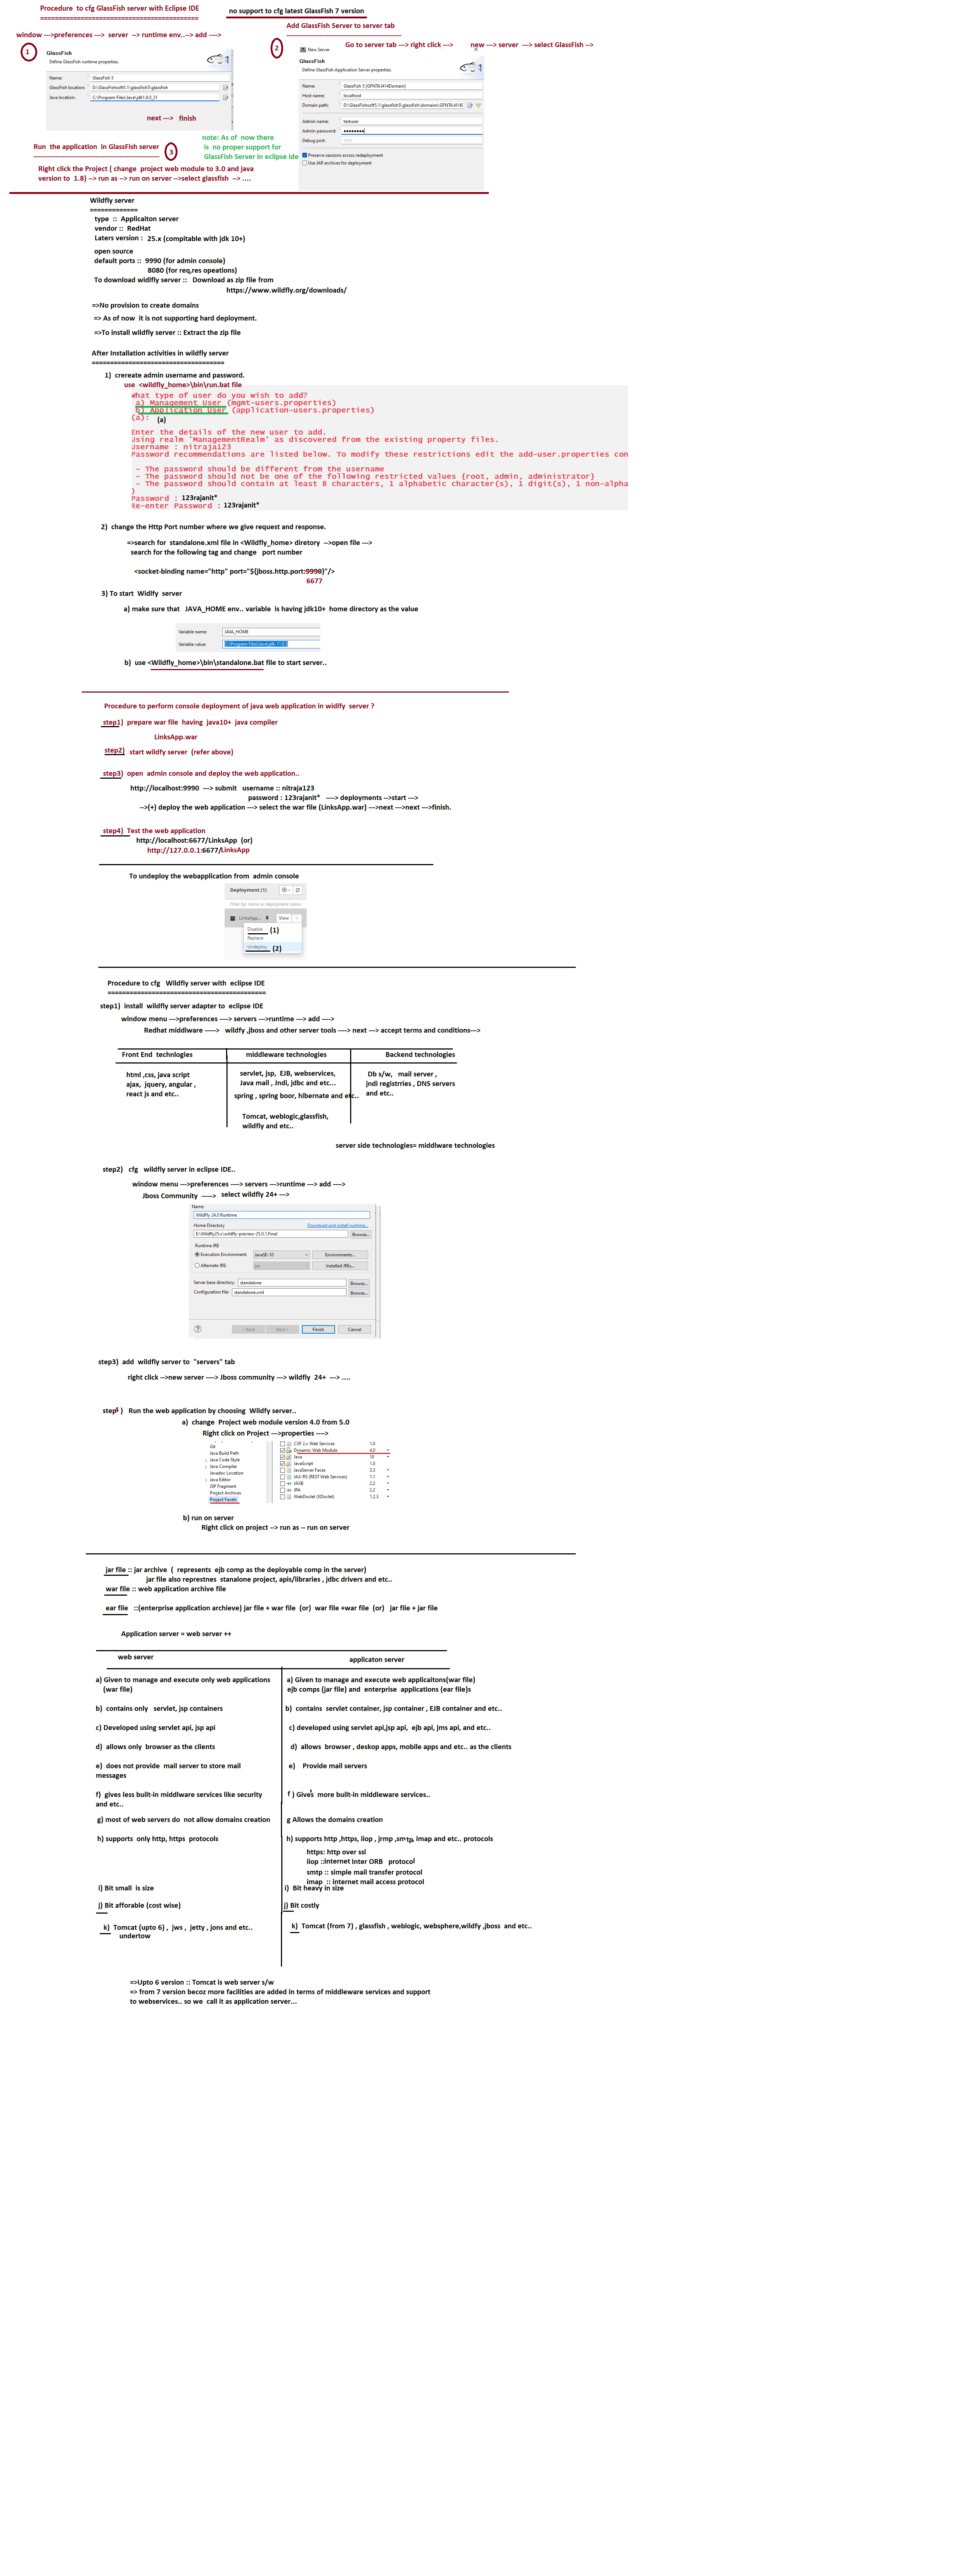 Procedure  to cfg GlassFish server with Eclipse IDE
===========================================
no support to cfg latest GlassFish 7 version
window --->preferences ---->  server  --> runtime env..--> add ---->
1
GlassFish
Define GlassFish runtime properties.
Name: GlassFish 5
GlassFish location: D:\GlassFishsoft5.1\glassfish5\glassfish
Java location: C:\Program Files\Java\jdk1.8.0_31
next --->   finish
Add GlassFish Server to server tab
2
Go to server tab ---> right click --->          new ---> server  ---> select GlassFish -->
New Server
GlassFish
Define GlassFish Application Server properties.
Name: GlassFish 5 [GFNTAJ414Domain]
Host name: localhost
Domain path: D:\GlassFishsoft5.1\glassfish5\glassfish\domains\GFNTAJ414D
Admin name: testuser
Admin password: ●●●●●●●●
Debug port:
Preserve sessions across redeployment
Use JAR archives for deployment
note: As of  now there
is  no proper support for
GlassFish Server in eclipse ide
Run  the application  in GlassFish server
3
Right click the Project ( change  project web module to 3.0 and java
version to  1.8) --> run as --> run on server -->select glassfish  --> ....
Wildfly server
=============
type  ::  Applicaiton server
vendor ::  RedHat
Laters version :  25.x (compitable with jdk 10+)
open source
default ports ::  9990 (for admin console)
8080 (for req,res opeations)
To download widlfly server ::   Download as zip file from
https://www.wildfly.org/downloads/
=>No provision to create domains
=> As of now  it is not supporting hard deployment.
=>To install wildfly server :: Extract the zip file
After Installation activities in wildfly server
====================================
1)  crereate admin username and password.
use  <wildfly_home>\bin\run.bat file
What type of user do you wish to add?
a) Management User (mgmt-users.properties)
b) Application User (application-users.properties)
(a):   (a)
Enter the details of the new user to add.
Using realm 'ManagementRealm' as discovered from the existing property files.
Username : nitraja123
Password recommendations are listed below. To modify these restrictions edit the add-user.properties con
- The password should be different from the username
- The password should not be one of the following restricted values {root, admin, administrator}
- The password should contain at least 8 characters, 1 alphabetic character(s), 1 digit(s), 1 non-alpha
)
Password : 123rajanit*
Re-enter Password : 123rajanit*
2)  change the Http Port number where we give request and response.
=>search for  standalone.xml file in <Wildfly_home> diretory  -->open file --->
search for the following tag and change   port number
<socket-binding name="http" port="${jboss.http.port:9990}"/>
6677
3) To start  Widlfy  server
a) make sure that   JAVA_HOME env.. variable  is having jdk10+  home directory as the value
Variable name: JAVA_HOME
Variable value:
b)  use <Wildfly_home>\bin\standalone.bat file to start server..
Procedure to perform console deployment of java web application in widlfy  server ?
step1)  prepare war file  having  java10+  java compiler
LinksApp.war
step2)  start wildfy server  (refer above)
step3)  open  admin console and deploy the web application..
http://localhost:9990  ---> submit   username :: nitraja123
password : 123rajanit*   ----> deployments -->start --->
-->(+) deploy the web application ---> select the war file (LinksApp.war) --->next --->next --->finish.
step4)  Test the web application
http://localhost:6677/LinksApp  (or)
http://127.0.0.1:6677/LinksApp
To undeploy the webapplication from  admin console
Deployment (1)
Filter by: name or deployment status
LinksApp...  View
Disable  (1)
Replace
Undeploy  (2)
Procedure to cfg   Wildfly server with  eclipse IDE
===========================================
step1)  install  wildfly server adapter to  eclipse IDE
window menu --->preferences ----> servers --->runtime ---> add ---->
Redhat middlware ----->   wildfy ,jboss and other server tools ----> next ---> accept terms and conditions--->
Front End  technlogies   middleware technologies   Backend technologies
html ,css, java script
ajax,  jquery, angular ,
react js and etc..
servlet, jsp,  EJB, webservices,
Java mail , Jndi, jdbc and etc...
spring , spring boor, hibernate and etc..
Tomcat, weblogic,glassfish,
wildfly and etc..
Db s/w,   mail server ,
jndi registrries , DNS servers
and etc..
server side technologies= middlware technologies
step2)   cfg   wildfly server in eclipse IDE..
window menu --->preferences ----> servers --->runtime ---> add ---->
Jboss Community  ----->   select wildfly 24+ --->
Name
WildFly 24.0 Runtime
Home Directory   Download and install runtime...
E:\Wildfly25.x\wildfly-preview-25.0.1.Final   Browse...
Runtime JRE
Execution Environment: JavaSE-10   Environments...
Alternate JRE: jre   Installed JREs...
Server base directory: standalone   Browse...
Configuration file: standalone.xml   Browse...
?   < Back   Next >   Finish   Cancel
step3)  add  wildfly server to  "servers" tab
right click -->new server ----> Jboss community ---> wildfly  24+  ---> ....
step4 )   Run the web application by choosing  Wildfy server..
a)  change  Project web module version 4.0 from 5.0
Right click on Project --->properties ---->
Git
Java Build Path
Java Code Style
Java Compiler
Javadoc Location
Java Editor
JSP Fragment
Project Archives
Project Facets
CXF 2.x Web Services   1.0
Dynamic Web Module   4.0
Java   10
JavaScript   1.0
JavaServer Faces   2.3
JAX-RS (REST Web Services)   1.1
JAXB   2.2
JPA   2.2
WebDoclet (XDoclet)   1.2.3
b) run on server
Right click on project --> run as -- run on server
jar file :: jar archive  (  represents  ejb comp as the deployable comp in the server)
jar file also represtnes  stanalone project, apis/libraries , jdbc drivers and etc..
war file :: web application archive file
ear file   ::(enterprise application archieve) jar file + war file  (or)  war file +war file  (or)   jar file + jar file
Application server = web server ++
web server   applicaton server
a) Given to manage and execute only web applications
(war file)
a) Given to manage and execute web applicaitons(war file)
ejb comps (jar file) and  enterprise  applications (ear file)s
b)  contains only   servlet, jsp containers
b)  contains  servlet container, jsp container , EJB container and etc..
c) Developed using servlet api, jsp api
c) developed using servlet api,jsp api,  ejb api, jms api, and etc..
d)  allows only  browser as the clients
d)  allows  browser , deskop apps, mobile apps and etc.. as the clients
e)  does not provide  mail server to store mail
messages
e)    Provide mail servers
f)  gives less built-in middlware services like security
and etc..
f ) Gives  more built-in middleware services..
g) most of web servers do  not allow domains creation
g Allows the domains creation
h) supports  only http, https  protocols
h) supports http ,https, iiop , jrmp ,smtp, imap and etc.. protocols
https: http over ssl
iiop ::internet Inter ORB   protocol
smtp :: simple mail transfer protocol
imap  :: internet mail access protocol
i)  Bit small  is size
i)  Bit heavy in size
j) Bit afforable (cost wise)
j) Bit costly
k)  Tomcat (upto 6) ,  jws ,  jetty , jons and etc..
undertow
k)  Tomcat (from 7) , glassfish , weblogic, websphere,wildfy ,jboss  and etc..
=>Upto 6 version :: Tomcat is web server s/w
=> from 7 version becoz more facilities are added in terms of middleware services and support
to webservices.. so we  call it as application server...